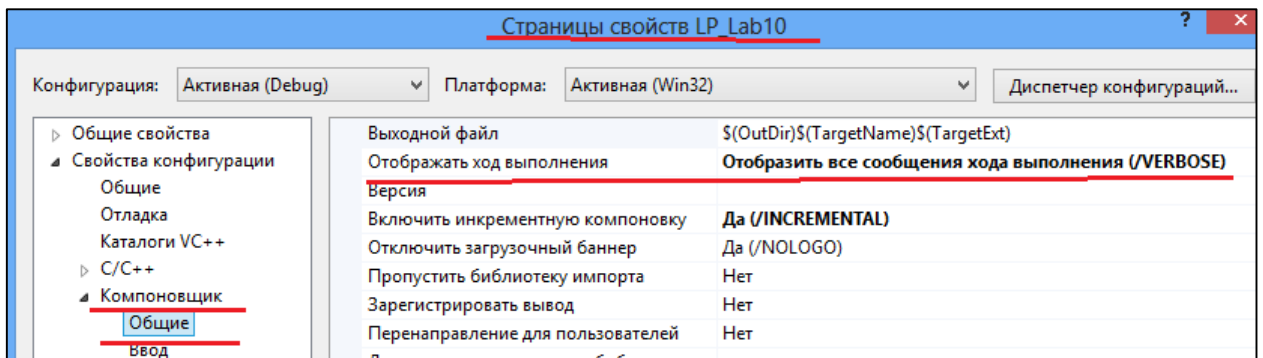 Страницы свойств LP_Lab10 ? ×
Конфигурация: Активная (Debug) Платформа: Активная (Win32) Диспетчер конфигураций...
Общие свойства
Свойства конфигурации
Общие
Отладка
Каталоги VC++
C/C++
Компоновщик
Общие
Ввод
Выходной файл $(OutDir)$(TargetName)$(TargetExt)
Отображать ход выполнения Отобразить все сообщения хода выполнения (/VERBOSE)
Версия
Включить инкрементную компоновку Да (/INCREMENTAL)
Отключить загрузочный баннер Да (/NOLOGO)
Пропустить библиотеку импорта Нет
Зарегистрировать вывод Нет
Перенаправление для пользователей Нет